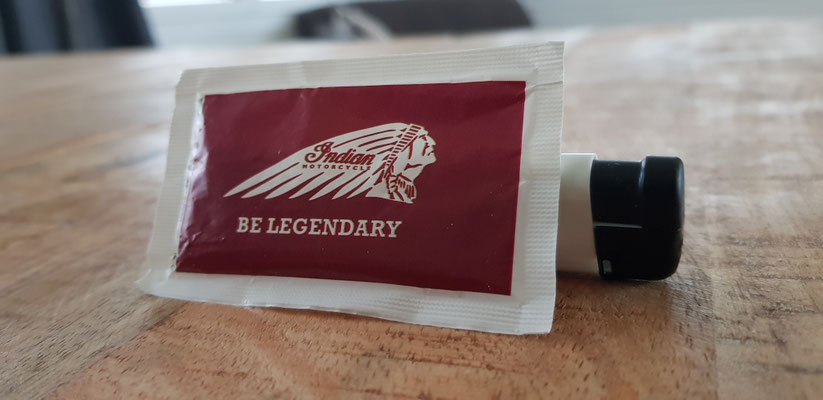 Indian
MOTORCYCLE
BE LEGENDARY